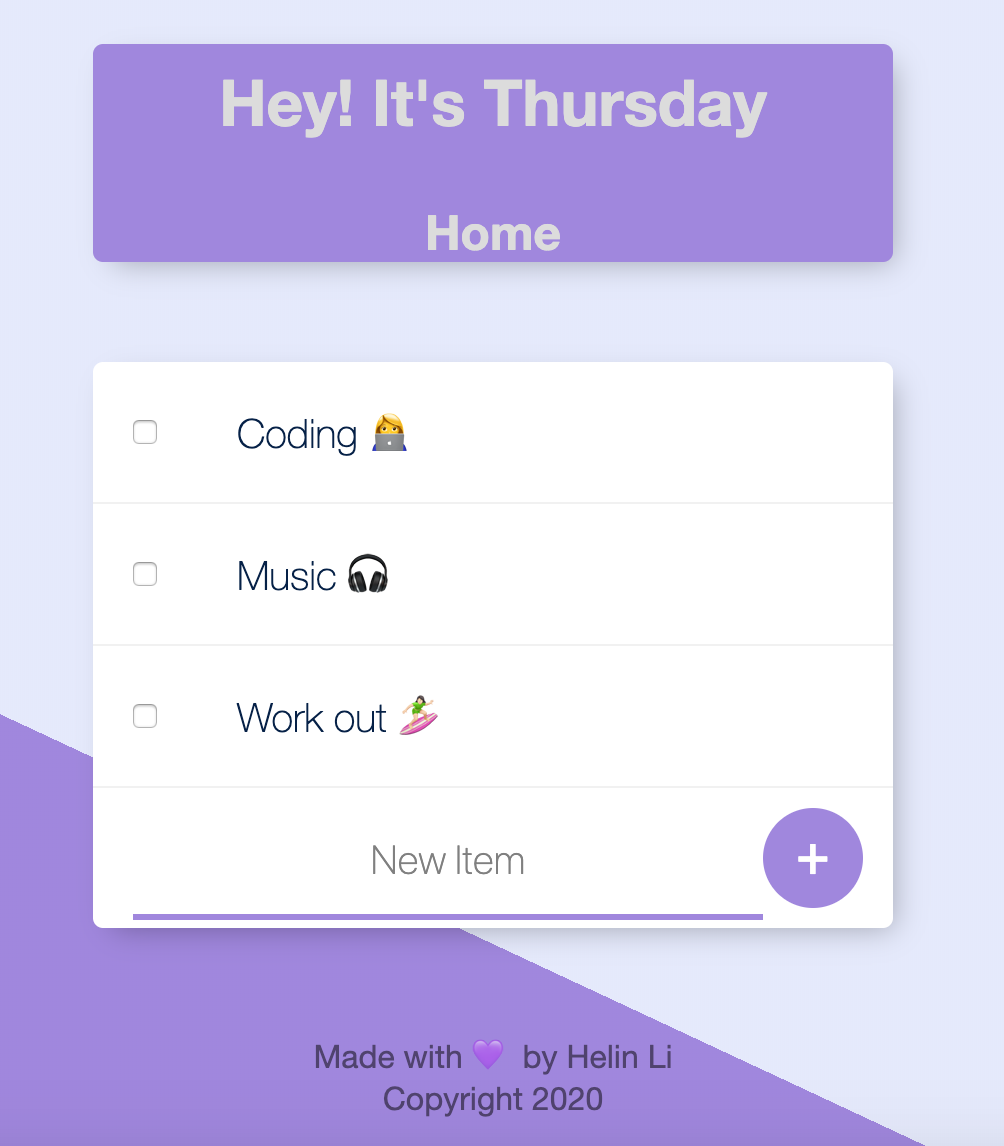 Hey! It's Thursday
Home
Coding 👩‍💻
Music 🎧
Work out 🏄🏻‍♀️
New Item
+
Made with 💜 by Helin Li
Copyright 2020